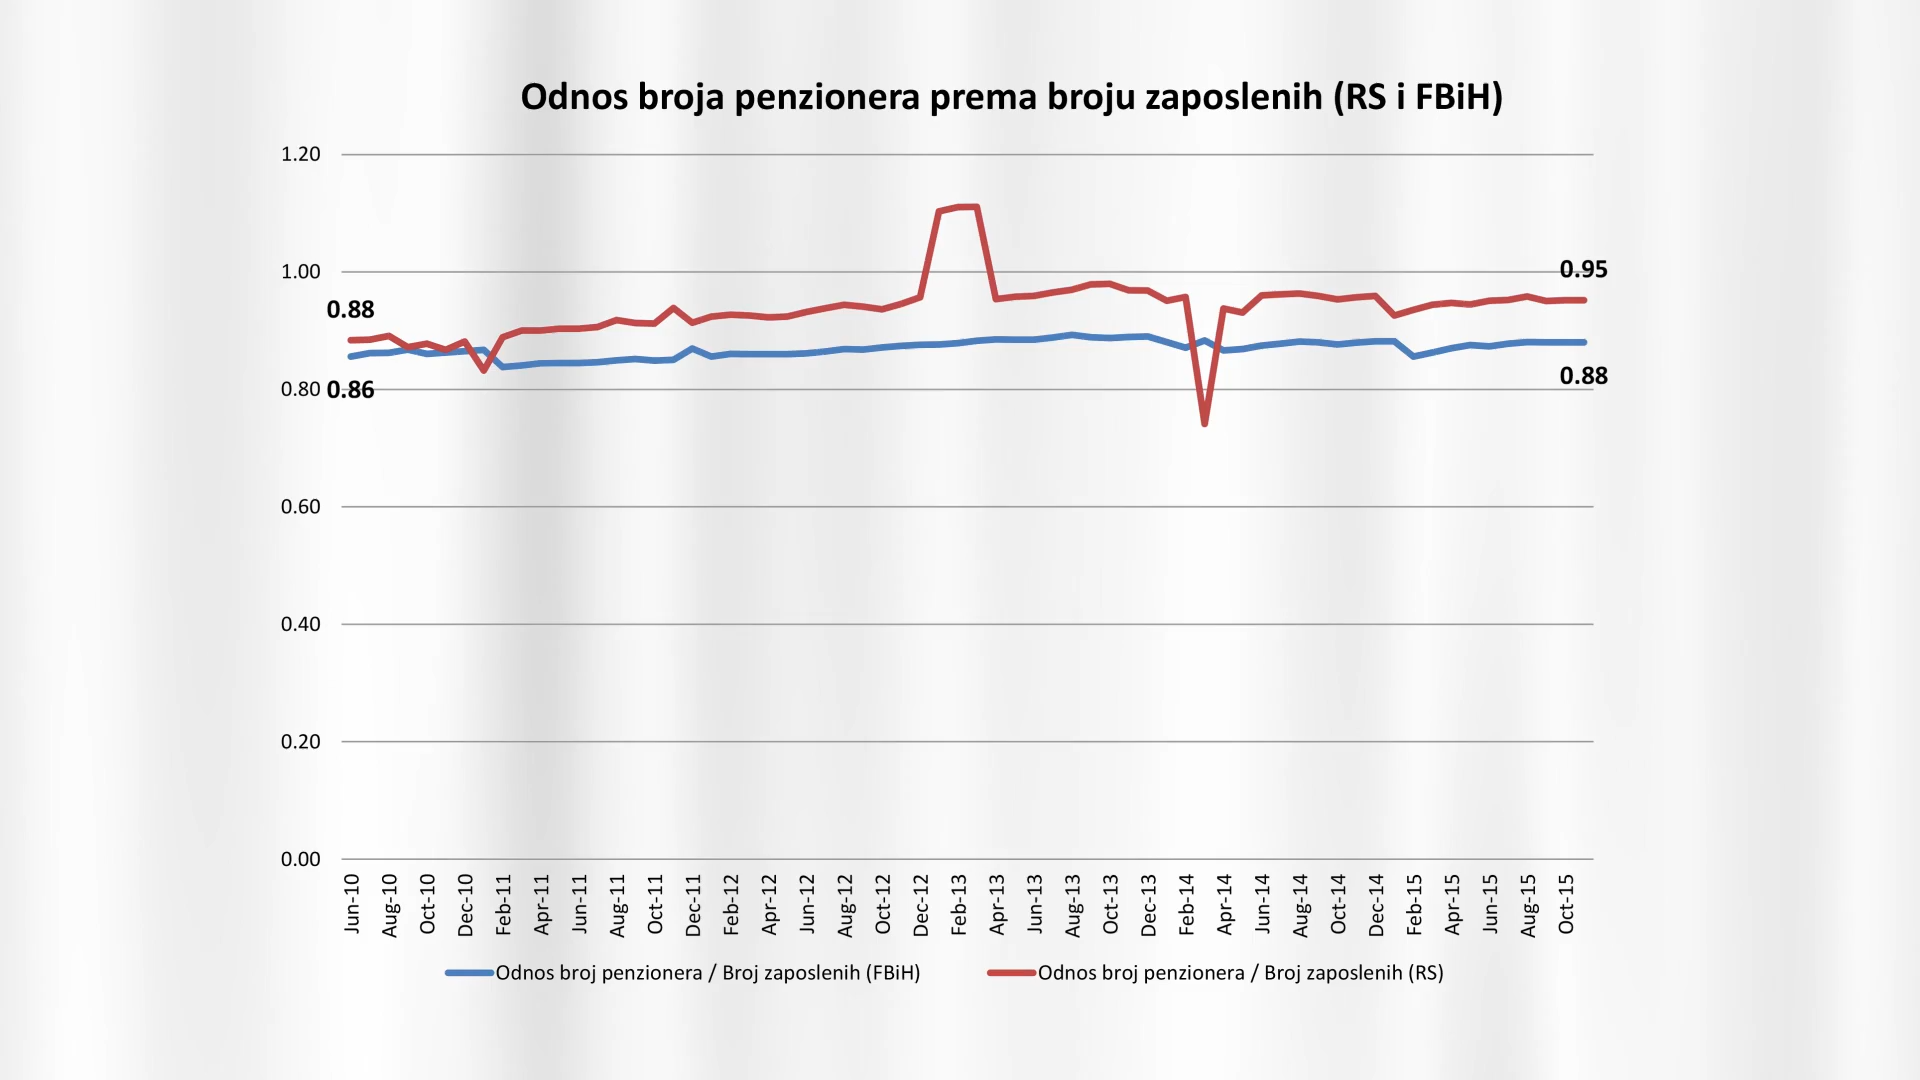 Odnos broja penzionera prema broju zaposlenih (RS i FBiH)
1.20
1.00
0.95
0.88
0.80
0.86
0.88
0.60
0.40
0.20
0.00
Jun-10
Aug-10
Oct-10
Dec-10
Feb-11
Apr-11
Jun-11
Aug-11
Oct-11
Dec-11
Feb-12
Apr-12
Jun-12
Aug-12
Oct-12
Dec-12
Feb-13
Apr-13
Jun-13
Aug-13
Oct-13
Dec-13
Feb-14
Apr-14
Jun-14
Aug-14
Oct-14
Dec-14
Feb-15
Apr-15
Jun-15
Aug-15
Oct-15
Odnos broj penzionera / Broj zaposlenih (FBiH)
Odnos broj penzionera / Broj zaposlenih (RS)